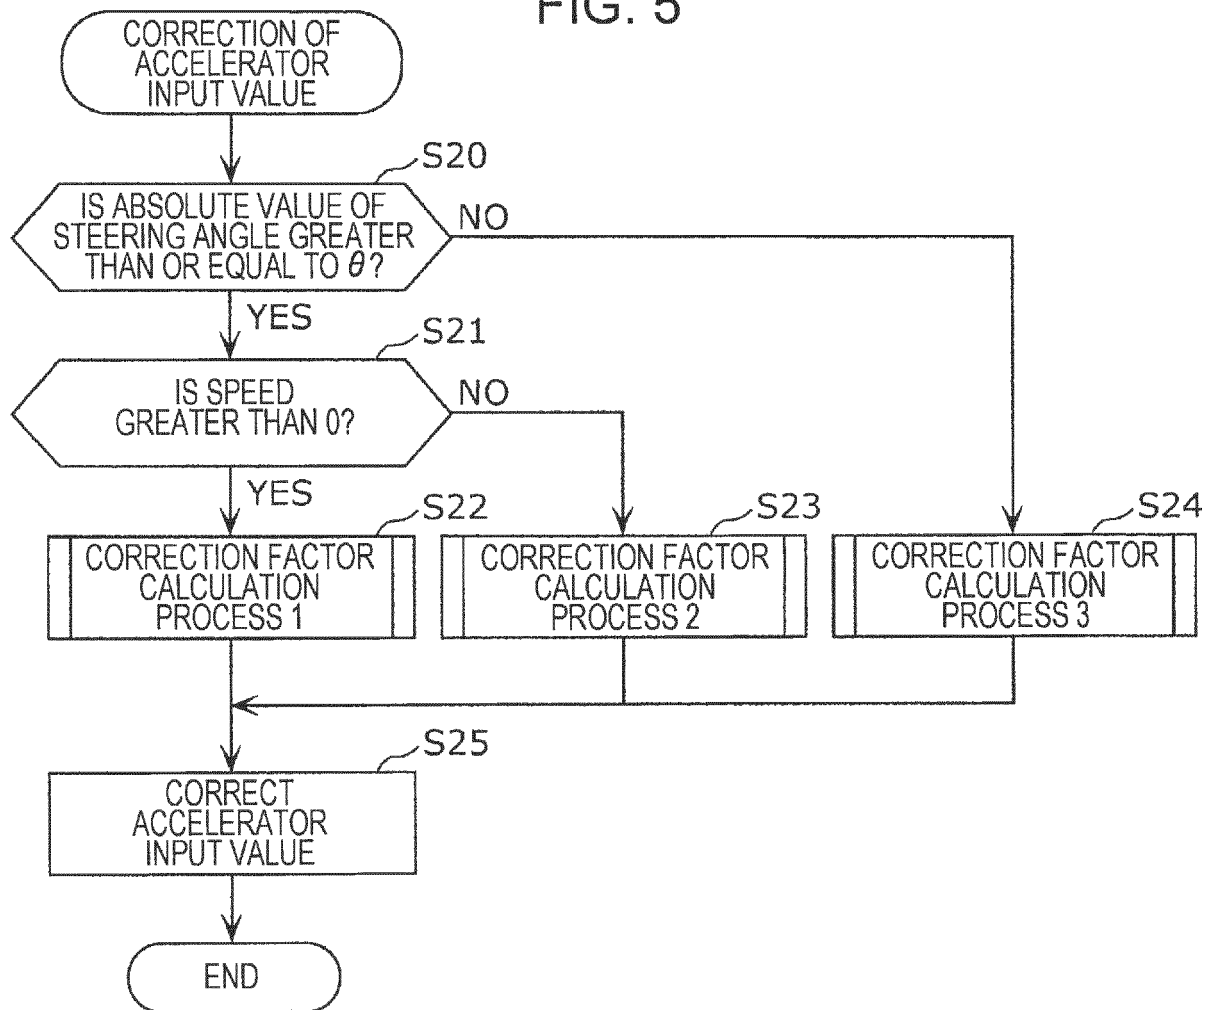 FIG. 5
CORRECTION OF
ACCELERATOR
INPUT VALUE
S20
IS ABSOLUTE VALUE OF
STEERING ANGLE GREATER
THAN OR EQUAL TO θ?
NO
YES
S21
IS SPEED
GREATER THAN 0?
NO
YES
S22
CORRECTION FACTOR
CALCULATION
PROCESS 1
S23
CORRECTION FACTOR
CALCULATION
PROCESS 2
S24
CORRECTION FACTOR
CALCULATION
PROCESS 3
S25
CORRECT
ACCELERATOR
INPUT VALUE
END